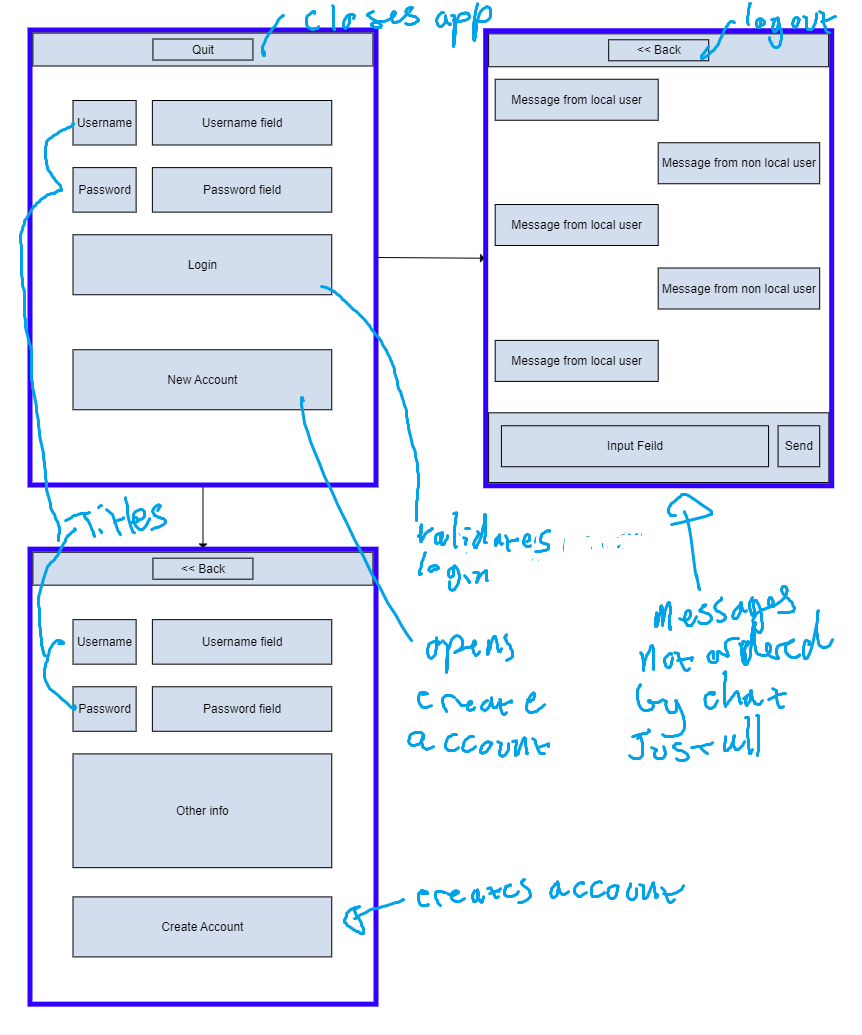 closes app
logout
Quit
<< Back
Username
Username field
Password
Password field
Login
New Account
Message from local user
Message from non local user
Message from local user
Message from non local user
Message from local user
Input Feild
Send
Titles
validates
login
opens
create
account
Messages
not ordered
by chat
Just all
<< Back
Username
Username field
Password
Password field
Other info
Create Account
creates account